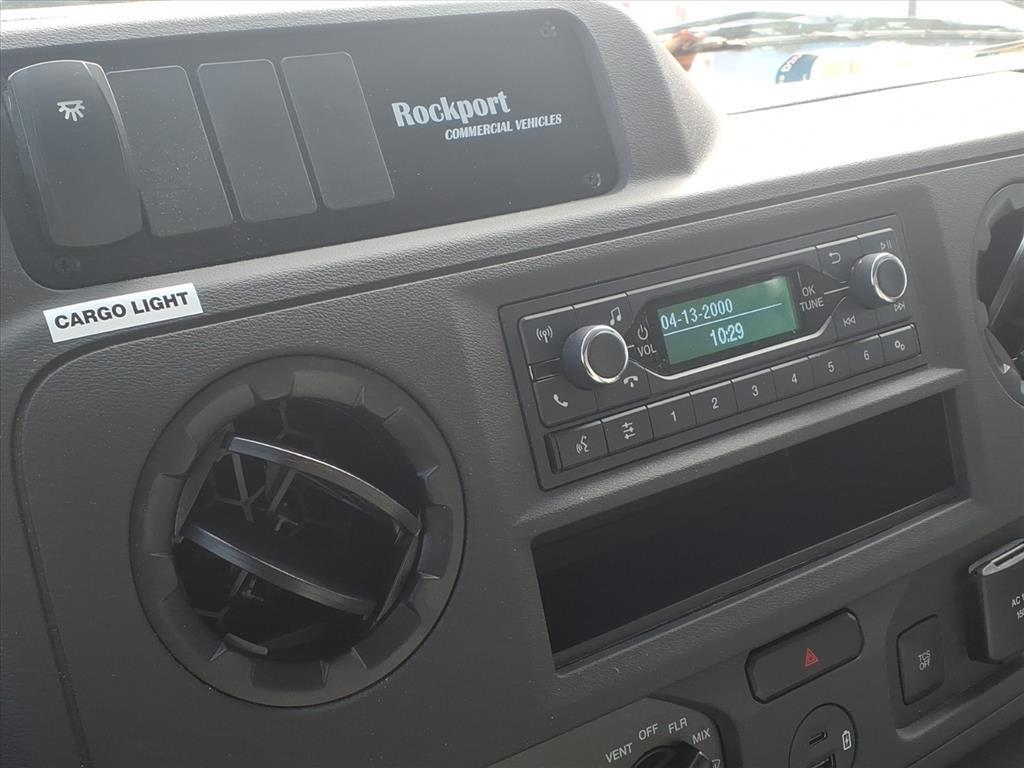 Rockport
COMMERCIAL VEHICLES
CARGO LIGHT
04-13-2000
10:29
VOL
OK
TUNE
1
2
3
4
5
6
TCS
OFF
AC
VENT
OFF
FLR
MIX